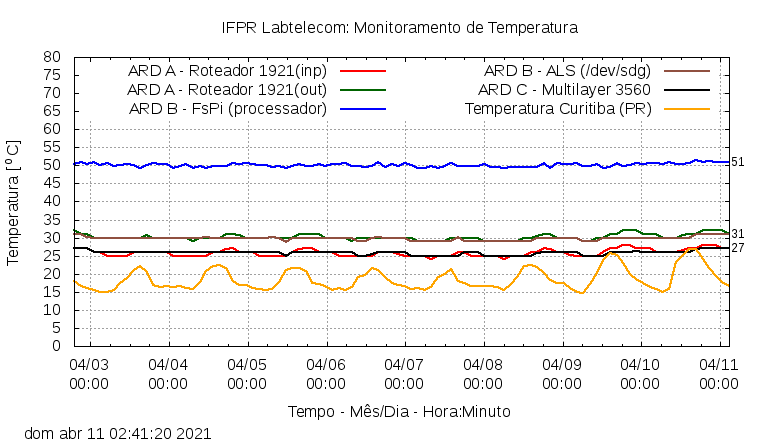 IFPR Labtelecom: Monitoramento de Temperatura
ARD A - Roteador 1921(inp)
ARD A - Roteador 1921(out)
ARD B - FsPi (processador)
ARD B - ALS (/dev/sdg)
ARD C - Multilayer 3560
Temperatura Curitiba (PR)
Temperatura [ºC]
80
75
70
65
60
55
50
45
40
35
30
25
20
15
10
5
0
51
31
27
04/03 00:00
04/04 00:00
04/05 00:00
04/06 00:00
04/07 00:00
04/08 00:00
04/09 00:00
04/10 00:00
04/11 00:00
Tempo - Mês/Dia - Hora:Minuto
dom abr 11 02:41:20 2021